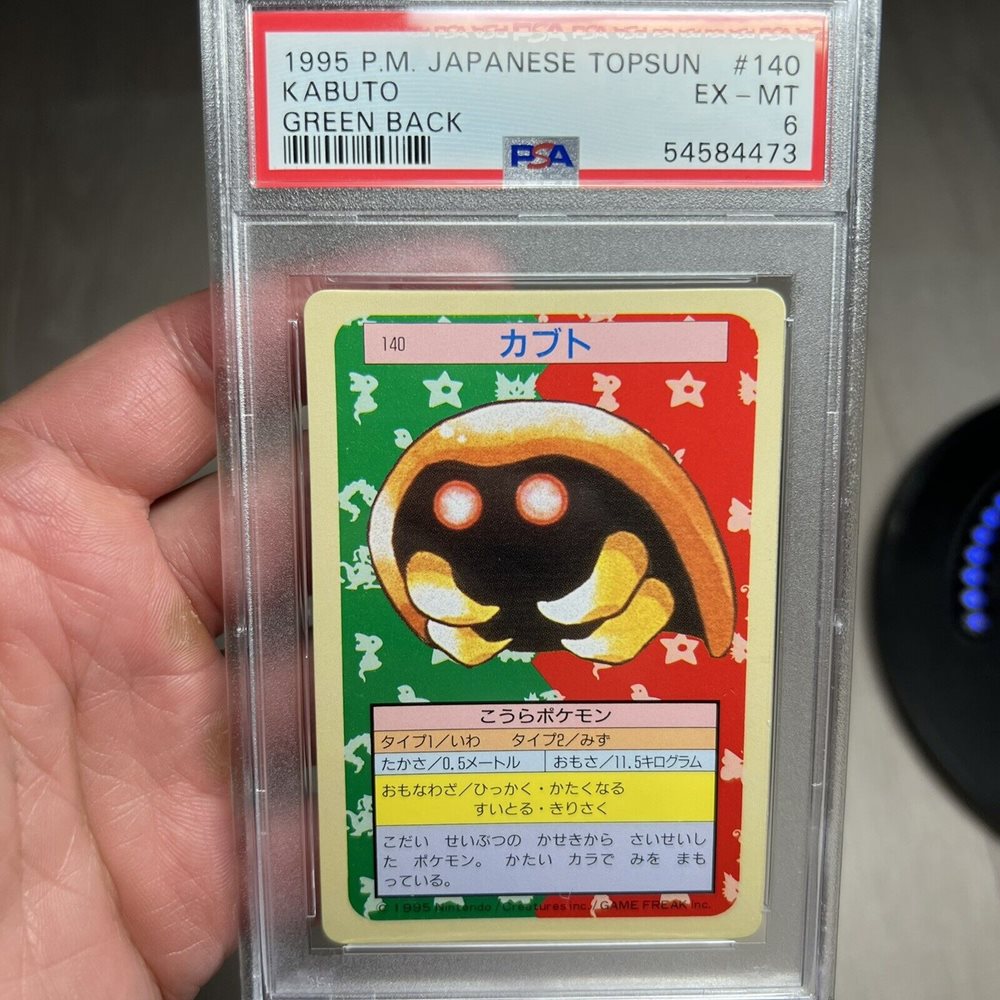 1995 P.M. JAPANESE TOPSUN #140
KABUTO EX-MT
GREEN BACK 6
PSA 54584473
140 カブト
こうらポケモン
タイプ1/いわ タイプ2/みず
たかさ/0.5メートル おもさ/11.5キログラム
おもなわざ/ひっかく・かたくなる
すいとる・きりさく
こだい せいぶつの かせきから さいせいし
た ポケモン。 かたい カラで みを まも
っている。
© 1995 Nintendo/Creatures inc./GAME FREAK inc.